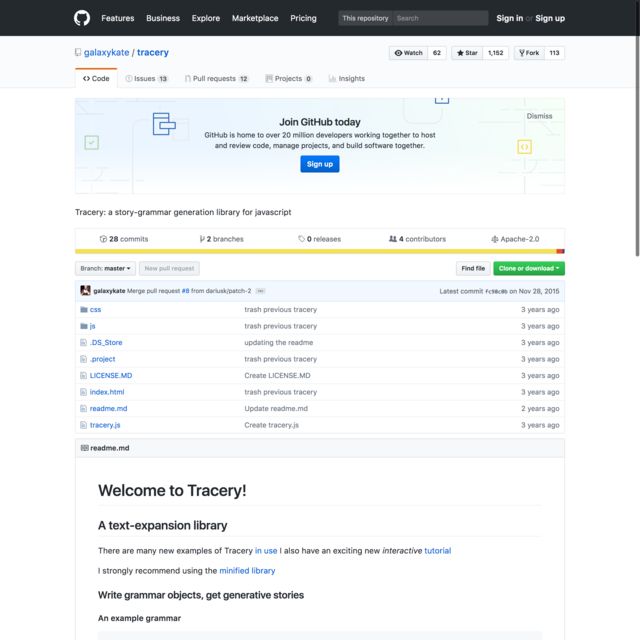 Features Business Explore Marketplace Pricing This repository Search Sign in or Sign up
galaxykate / tracery Watch 62 Star 1,152 Fork 113
Code Issues 13 Pull requests 12 Projects 0 Insights
Dismiss
Join GitHub today
GitHub is home to over 20 million developers working together to host
and review code, manage projects, and build software together.
Sign up
Tracery: a story-grammar generation library for javascript
28 commits 2 branches 0 releases 4 contributors Apache-2.0
Branch: master New pull request Find file Clone or download
galaxykate Merge pull request #8 from dariusk/patch-2 Latest commit on Nov 28, 2015
css trash previous tracery 3 years ago
js trash previous tracery 3 years ago
.DS_Store updating the readme 3 years ago
.project trash previous tracery 3 years ago
LICENSE.MD Create LICENSE.MD 3 years ago
index.html trash previous tracery 3 years ago
readme.md Update readme.md 2 years ago
tracery.js Create tracery.js 3 years ago
readme.md
Welcome to Tracery!
A text-expansion library
There are many new examples of Tracery in use I also have an exciting new interactive tutorial
I strongly recommend using the minified library
Write grammar objects, get generative stories
An example grammar